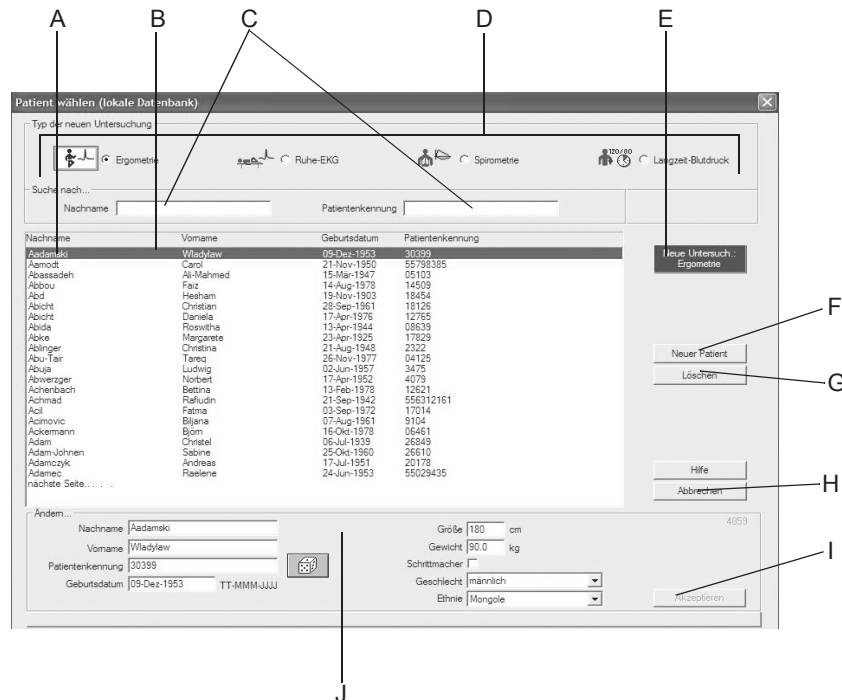 A B C D E
Patient wählen (lokale Datenbank)
Typ der neuen Untersuchung
Ergometrie Ruhe-EKG Spirometrie 120/80 Langzeit-Blutdruck
Suche nach...
Nachname Patientenkennung
Nachname Vorname Geburtsdatum Patientenkennung
Aadamski Wladylaw 09-Dez-1953 30399
Aamodt Carol 21-Nov-1950 55798385
Abassadeh Ali-Mahmed 15-Mär-1947 05103
Abbou Faiz 14-Aug-1978 14509
Abd Hesham 19-Nov-1903 18454
Abicht Christian 28-Sep-1961 18126
Abicht Daniela 17-Apr-1976 12765
Abida Roswitha 13-Apr-1944 08639
Abke Margarete 23-Apr-1925 17829
Ablinger Christina 21-Aug-1948 2322
Abu-Tair Tareq 26-Nov-1977 04125
Abuja Ludwig 02-Jun-1957 3475
Abwerzger Norbert 17-Apr-1952 4079
Achenbach Bettina 13-Feb-1978 12621
Achmad Rafiudin 21-Sep-1942 556312161
Acil Fatma 03-Sep-1972 17014
Acimovic Biljana 07-Aug-1961 9104
Ackermann Björn 16-Okt-1978 06461
Adam Christel 06-Jul-1939 26849
Adam-Johnen Sabine 25-Okt-1960 26610
Adamczyk Andreas 17-Jul-1951 20178
Adamec Raelene 24-Jun-1953 55029435
nächste Seite.. . . .
Neue Untersuch.:
Ergometrie
F
Neuer Patient
Löschen
G
Hilfe
Abbrechen
H
Ändern...
4859
Nachname Aadamski
Vorname Wladylaw
Patientenkennung 30399
Geburtsdatum 09-Dez-1953 TT-MMM-JJJJ
Größe 180 cm
Gewicht 90.0 kg
Schrittmacher
Geschlecht männlich
Ethnie Mongole
I
Akzeptieren
J